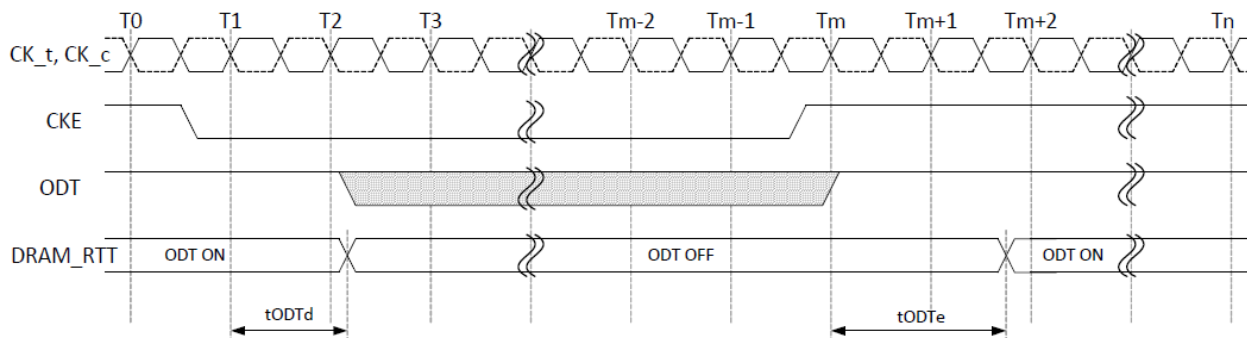 T0 T1 T2 T3 Tm-2 Tm-1 Tm Tm+1 Tm+2 Tn
CK_t, CK_c
CKE
ODT
DRAM_RTT ODT ON ODT OFF ODT ON
tODTd tODTe